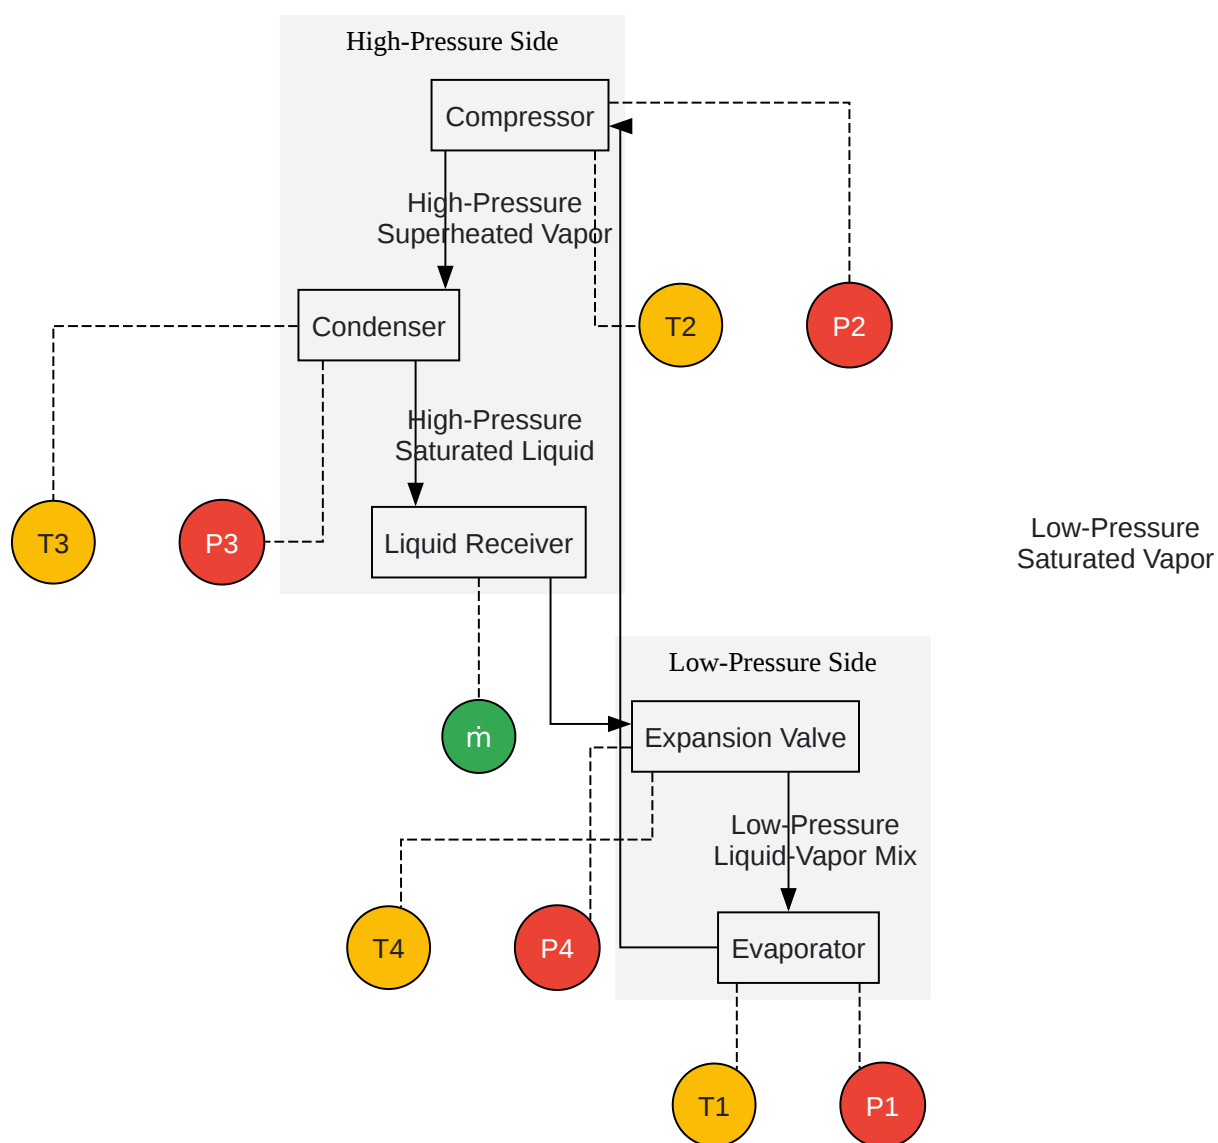 High-Pressure Side
Compressor
High-Pressure
Superheated Vapor
Condenser
T2
P2
High-Pressure
Saturated Liquid
T3
P3
Liquid Receiver
Low-Pressure
Saturated Vapor
Low-Pressure Side
ṁ
Expansion Valve
Low-Pressure
Liquid-Vapor Mix
T4
P4
Evaporator
T1
P1